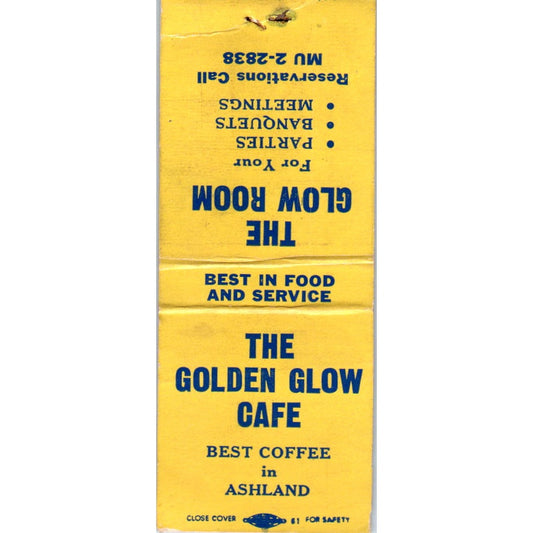 THE
GLOW ROOM
For Your
• PARTIES
• BANQUETS
• MEETINGS
Reservations Call
MU 2-2838
BEST IN FOOD
AND SERVICE
THE
GOLDEN GLOW
CAFE
BEST COFFEE
in
ASHLAND
CLOSE COVER 61 FOR SAFETY